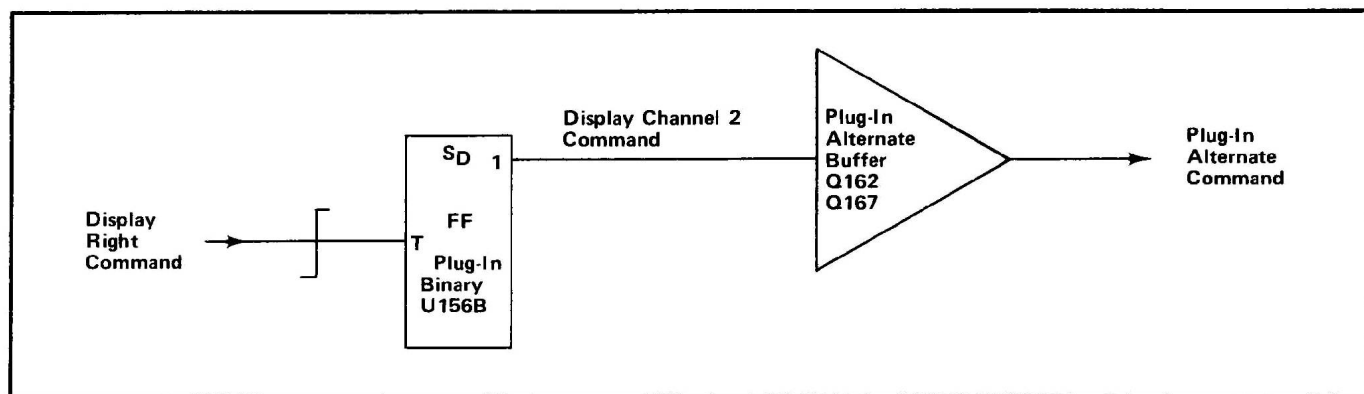 Display
Right
Command
SD 1
FF
T
Plug-In
Binary
U156B
Display Channel 2
Command
Plug-In
Alternate
Buffer
Q162
Q167
Plug-In
Alternate
Command